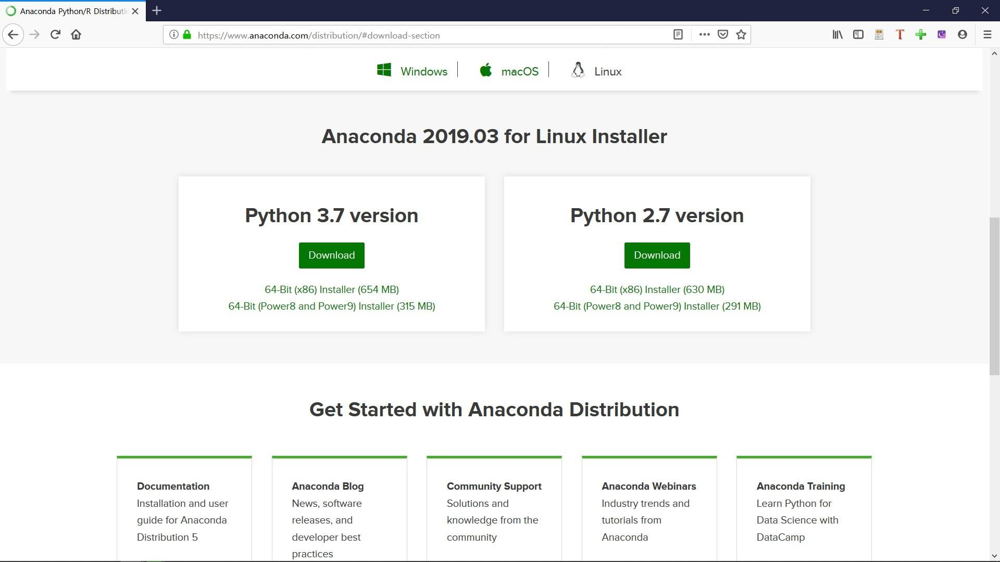 Anaconda Python/R Distributi
https://www.anaconda.com/distribution/#download-section
Windows
macOS
Linux
Anaconda 2019.03 for Linux Installer
Python 3.7 version
Download
64-Bit (x86) Installer (654 MB)
64-Bit (Power8 and Power9) Installer (315 MB)
Python 2.7 version
Download
64-Bit (x86) Installer (630 MB)
64-Bit (Power8 and Power9) Installer (291 MB)
Get Started with Anaconda Distribution
Documentation
Installation and user
guide for Anaconda
Distribution 5
Anaconda Blog
News, software
releases, and
developer best
practices
Community Support
Solutions and
knowledge from the
community
Anaconda Webinars
Industry trends and
tutorials from
Anaconda
Anaconda Training
Learn Python for
Data Science with
DataCamp